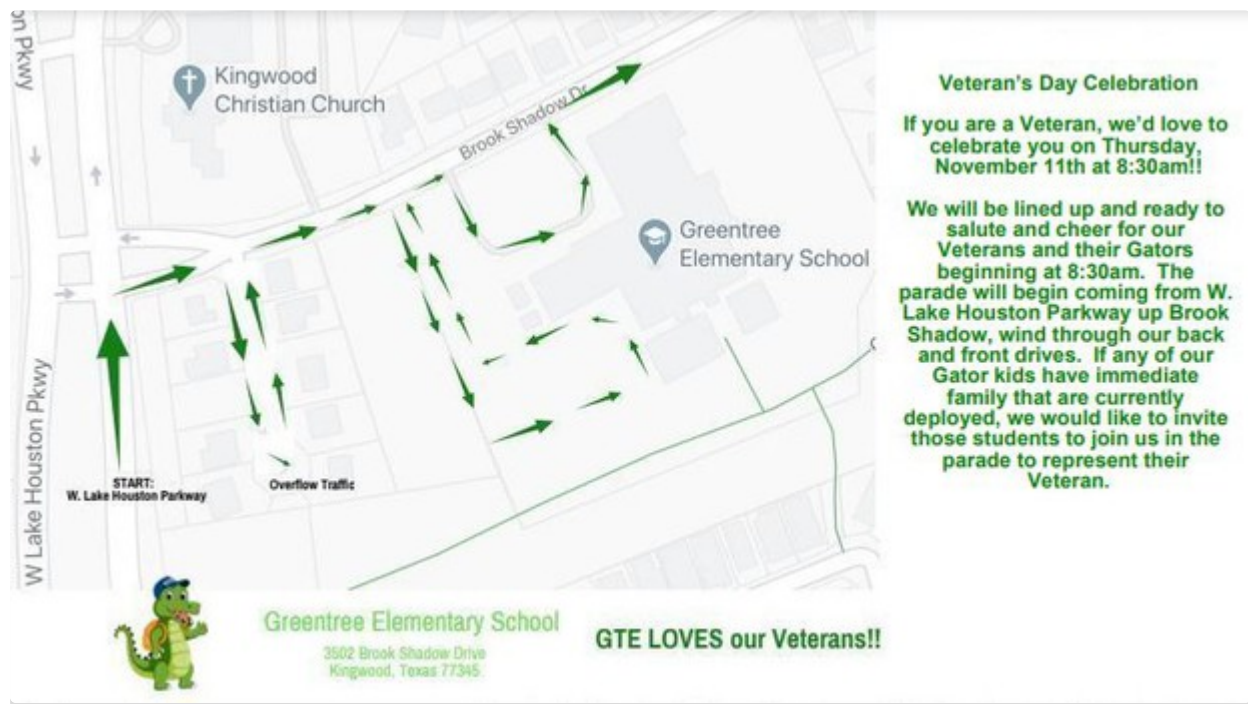 on Pkwy
Kingwood
Christian Church
Brook Shadow Dr
Greentree
Elementary School
W Lake Houston Pkwy
START:
W. Lake Houston Parkway
Overflow Traffic
Veteran's Day Celebration
If you are a Veteran, we'd love to
celebrate you on Thursday,
November 11th at 8:30am!!
We will be lined up and ready to
salute and cheer for our
Veterans and their Gators
beginning at 8:30am. The
parade will begin coming from W.
Lake Houston Parkway up Brook
Shadow, wind through our back
and front drives. If any of our
Gator kids have immediate
family that are currently
deployed, we would like to invite
those students to join us in the
parade to represent their
Veteran.
Greentree Elementary School
3502 Brook Shadow Drive
Kingwood, Texas 77345.
GTE LOVES our Veterans!!